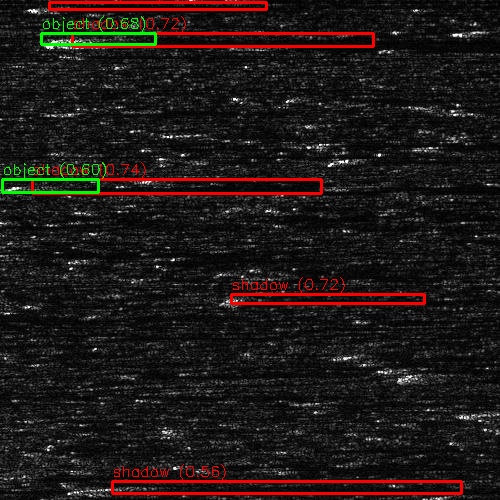 object (0.68) 0.72)
object (0.60) 0.74)
shadow (0.72)
shadow (0.56)